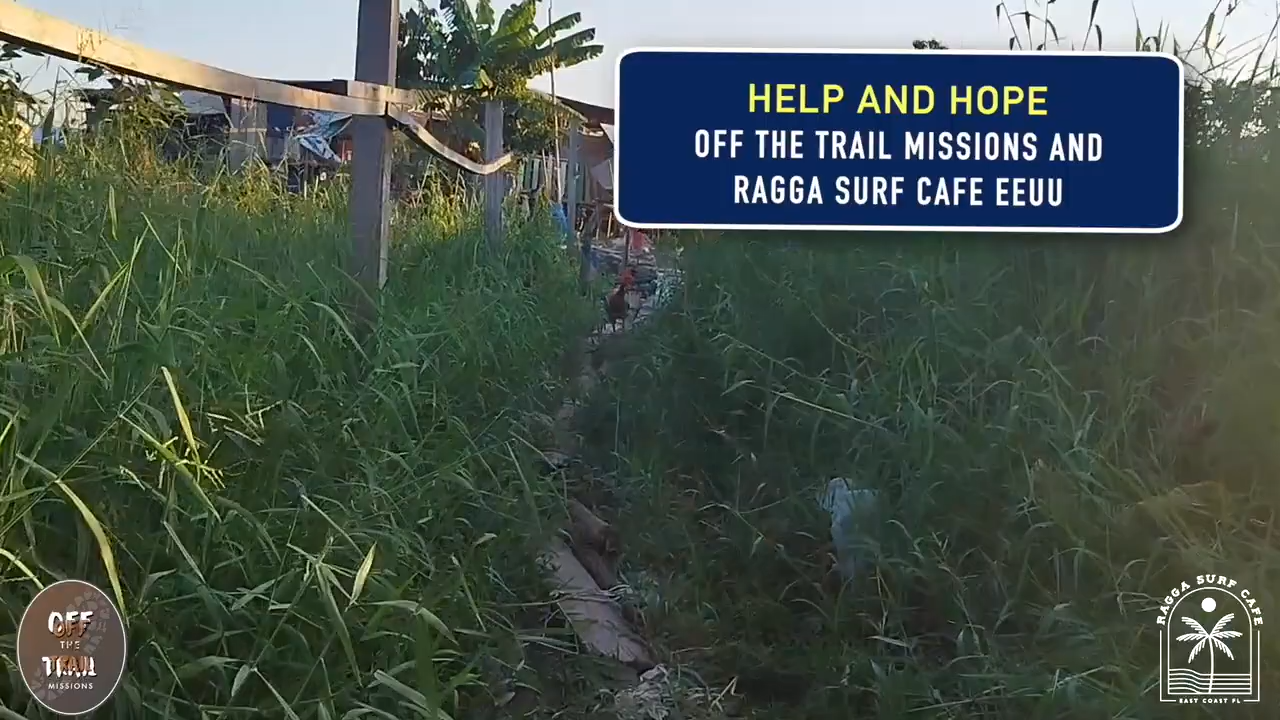 HELP AND HOPE
OFF THE TRAIL MISSIONS AND
RAGGA SURF CAFE EEUU
OFF
THE
TRAIL
MISSIONS
RAGGA SURF CAFE
EAST COAST FL